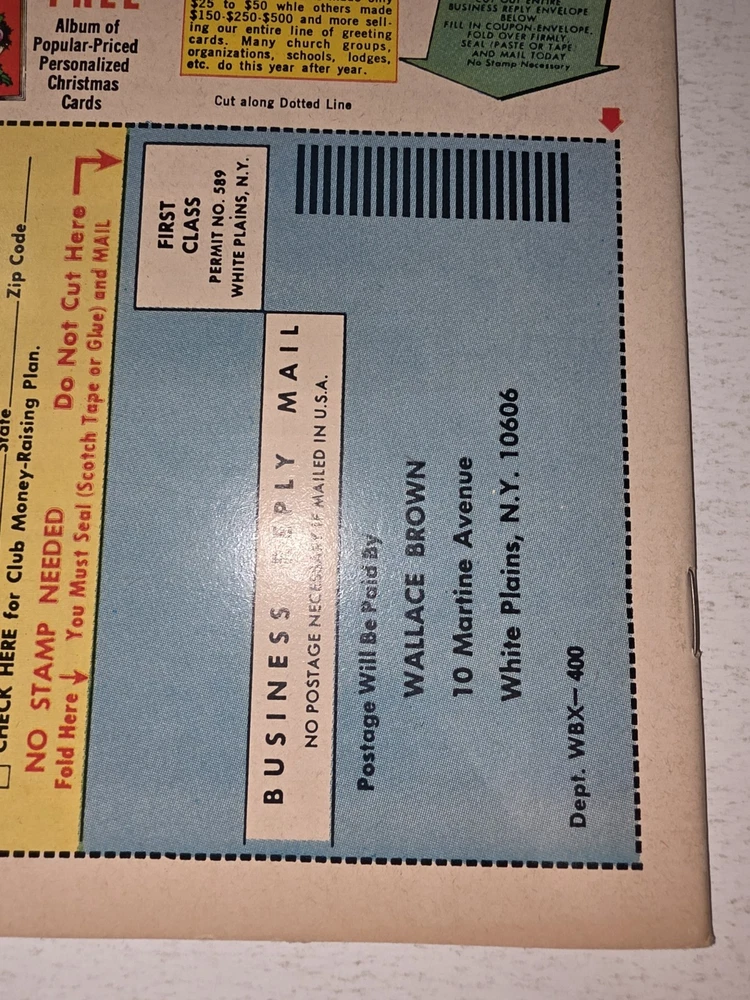 FREE
Album of
Popular-Priced
Personalized
Christmas
Cards
$25 to $50 whle others made
$150-$250-$500 and more sell-
ing our entire line of greeting
cards. Many church groups,
organizations, schools, lodges,
etc. do this year after year.
BUSINESS REPLY ENVELOPE
BELOW
FILL IN COUPON-ENVELOPE,
FOLD OVER FIRMLY,
SEAL (PASTE OR TAPE)
AND MAIL TODAY
No Stamp Necessary
Cut along Dotted Line
State Zip Code
CHECK HERE for Club Money-Raising Plan.
NO STAMP NEEDED Do Not Cut Here
Fold Here You Must Seal (Scotch Tape or Glue) and MAIL
FIRST
CLASS
PERMIT NO. 589
WHITE PLAINS, N.Y.
BUSINESS REPLY MAIL
NO POSTAGE NECESSARY IF MAILED IN U.S.A.
Postage Will Be Paid By
WALLACE BROWN
10 Martine Avenue
White Plains, N.Y. 10606
Dept. WBX—400